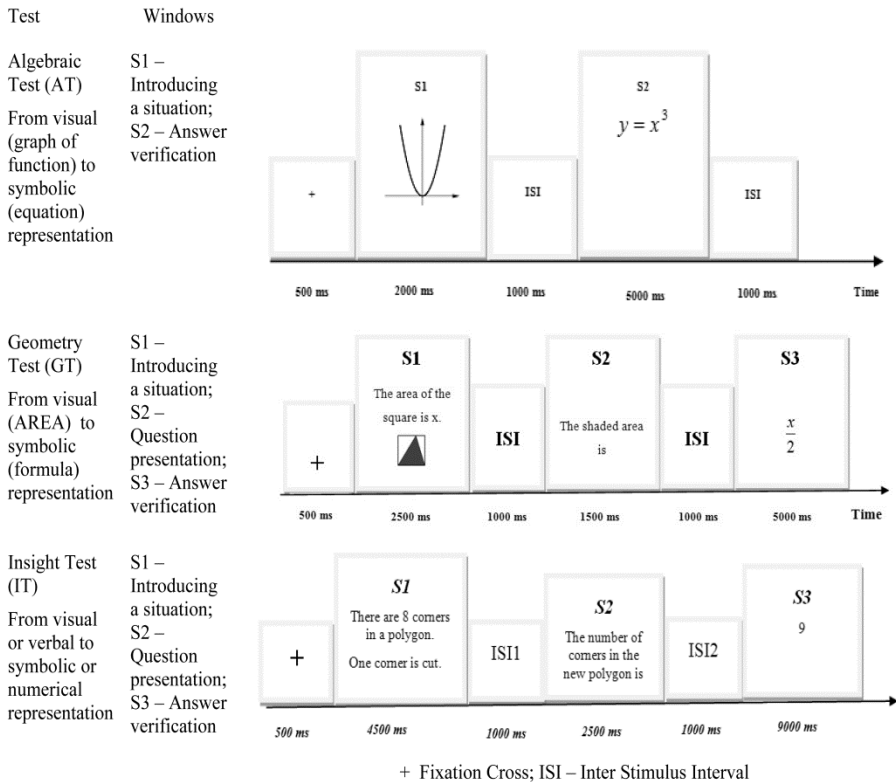 Test Windows
Algebraic
Test (AT)
From visual
(graph of
function) to
symbolic
(equation)
representation
S1 –
Introducing
a situation;
S2 – Answer
verification
+
S1
ISI
S2
y = x³
ISI
500 ms 2000 ms 1000 ms 5000 ms 1000 ms Time
Geometry
Test (GT)
From visual
(AREA) to
symbolic
(formula)
representation
S1 –
Introducing
a situation;
S2 –
Question
presentation;
S3 – Answer
verification
+
S1
The area of the
square is x.
ISI
S2
The shaded area
is
ISI
S3
x
2
500 ms 2500 ms 1000 ms 1500 ms 1000 ms 5000 ms Time
Insight Test
(IT)
From visual
or verbal to
symbolic or
numerical
representation
S1 –
Introducing
a situation;
S2 –
Question
presentation;
S3 – Answer
verification
+
S1
There are 8 corners
in a polygon.
One corner is cut.
ISI1
S2
The number of
corners in the
new polygon is
ISI2
S3
9
500 ms 4500 ms 1000 ms 2500 ms 1000 ms 9000 ms
+ Fixation Cross; ISI – Inter Stimulus Interval